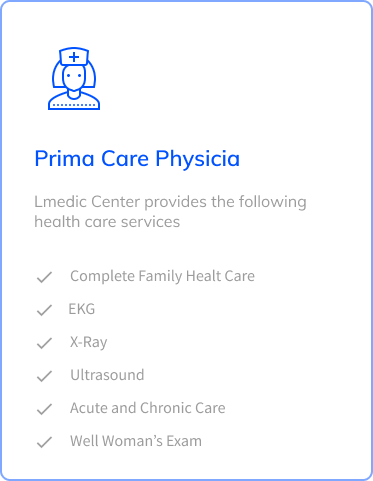 Prima Care Physicia
Lmedic Center provides the following
health care services
Complete Family Healt Care
EKG
X-Ray
Ultrasound
Acute and Chronic Care
Well Woman’s Exam